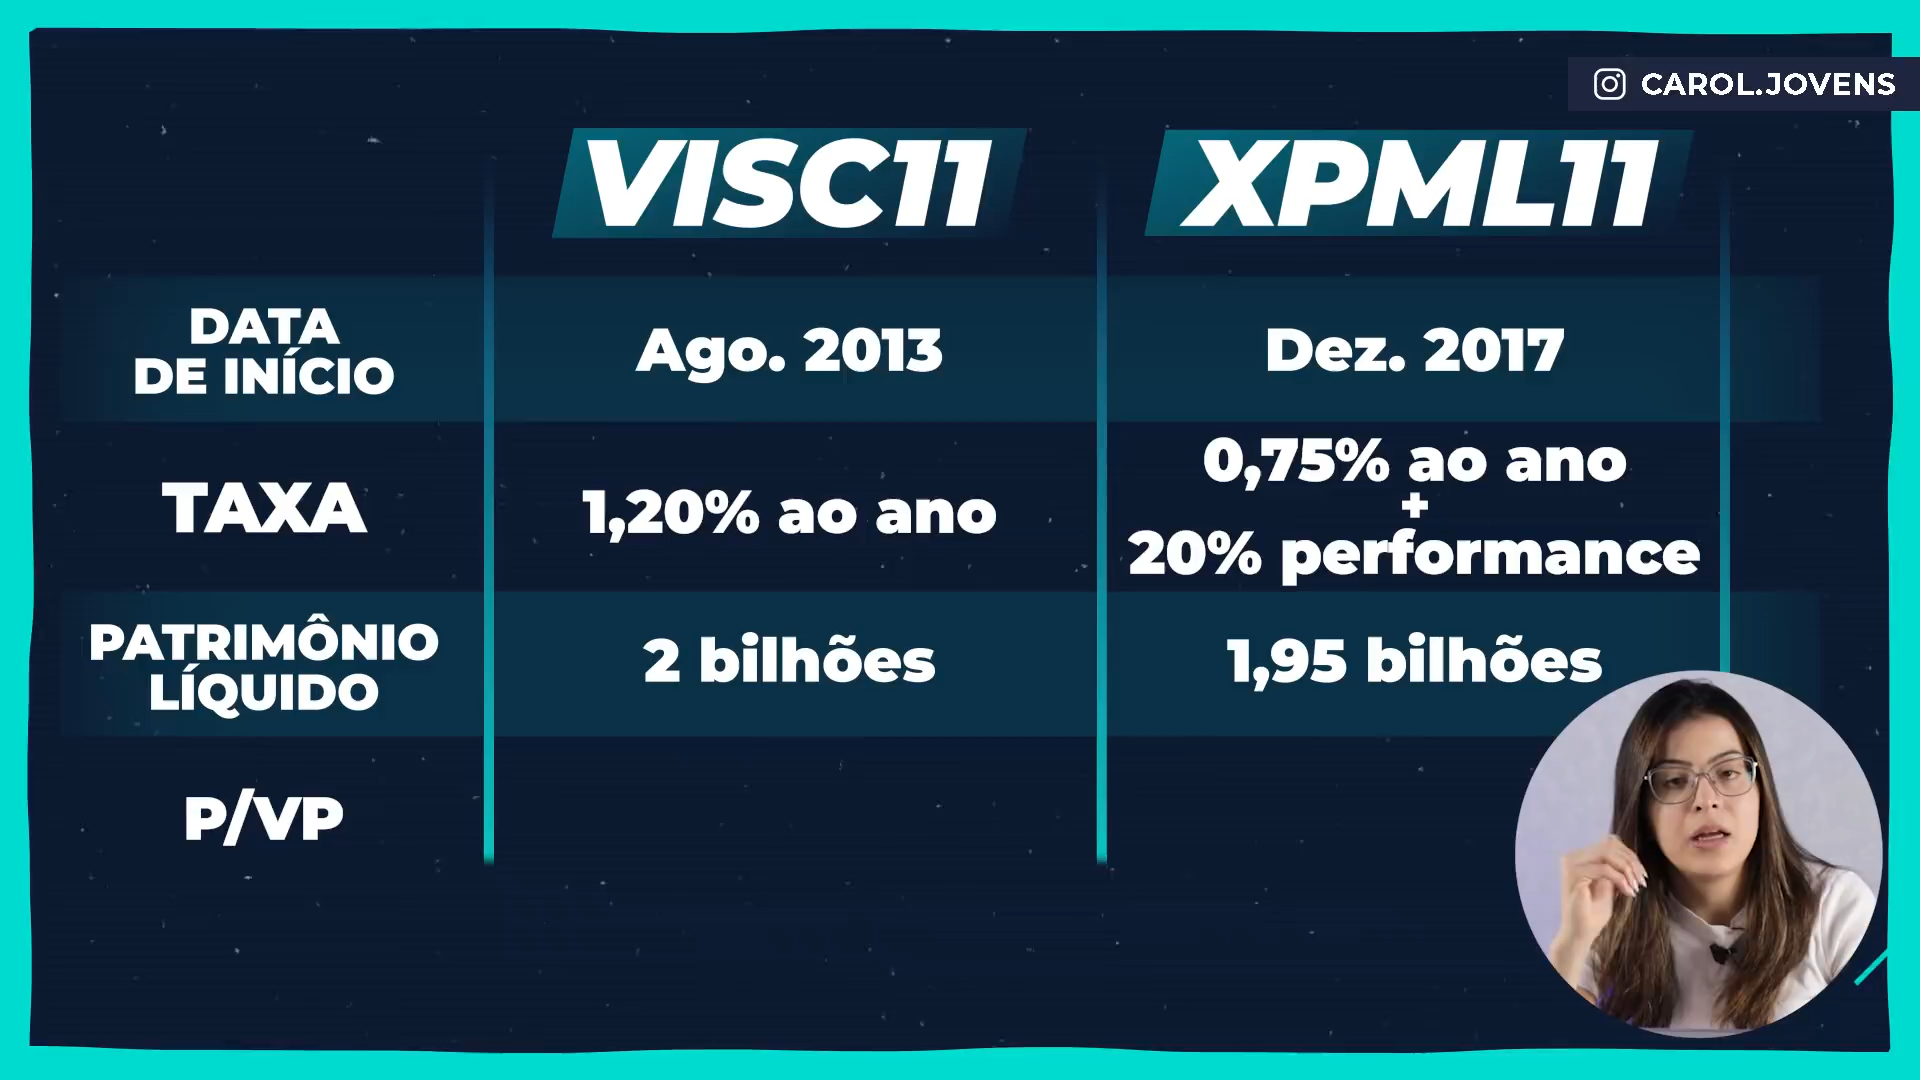 CAROL.JOVENS
VISC11
XPML11
DATA
DE INÍCIO
Ago. 2013
Dez. 2017
TAXA
1,20% ao ano
0,75% ao ano
+
20% performance
PATRIMÔNIO
LÍQUIDO
2 bilhões
1,95 bilhões
P/VP